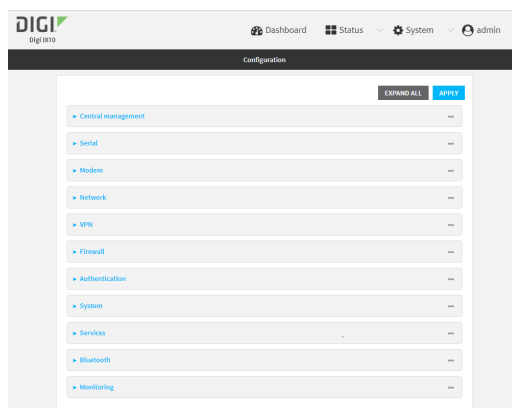 DIGI
Digi IX10
Dashboard Status System admin
Configuration
EXPAND ALL APPLY
Central management
Serial
Modem
Network
VPN
Firewall
Authentication
System
Services
Bluetooth
Monitoring